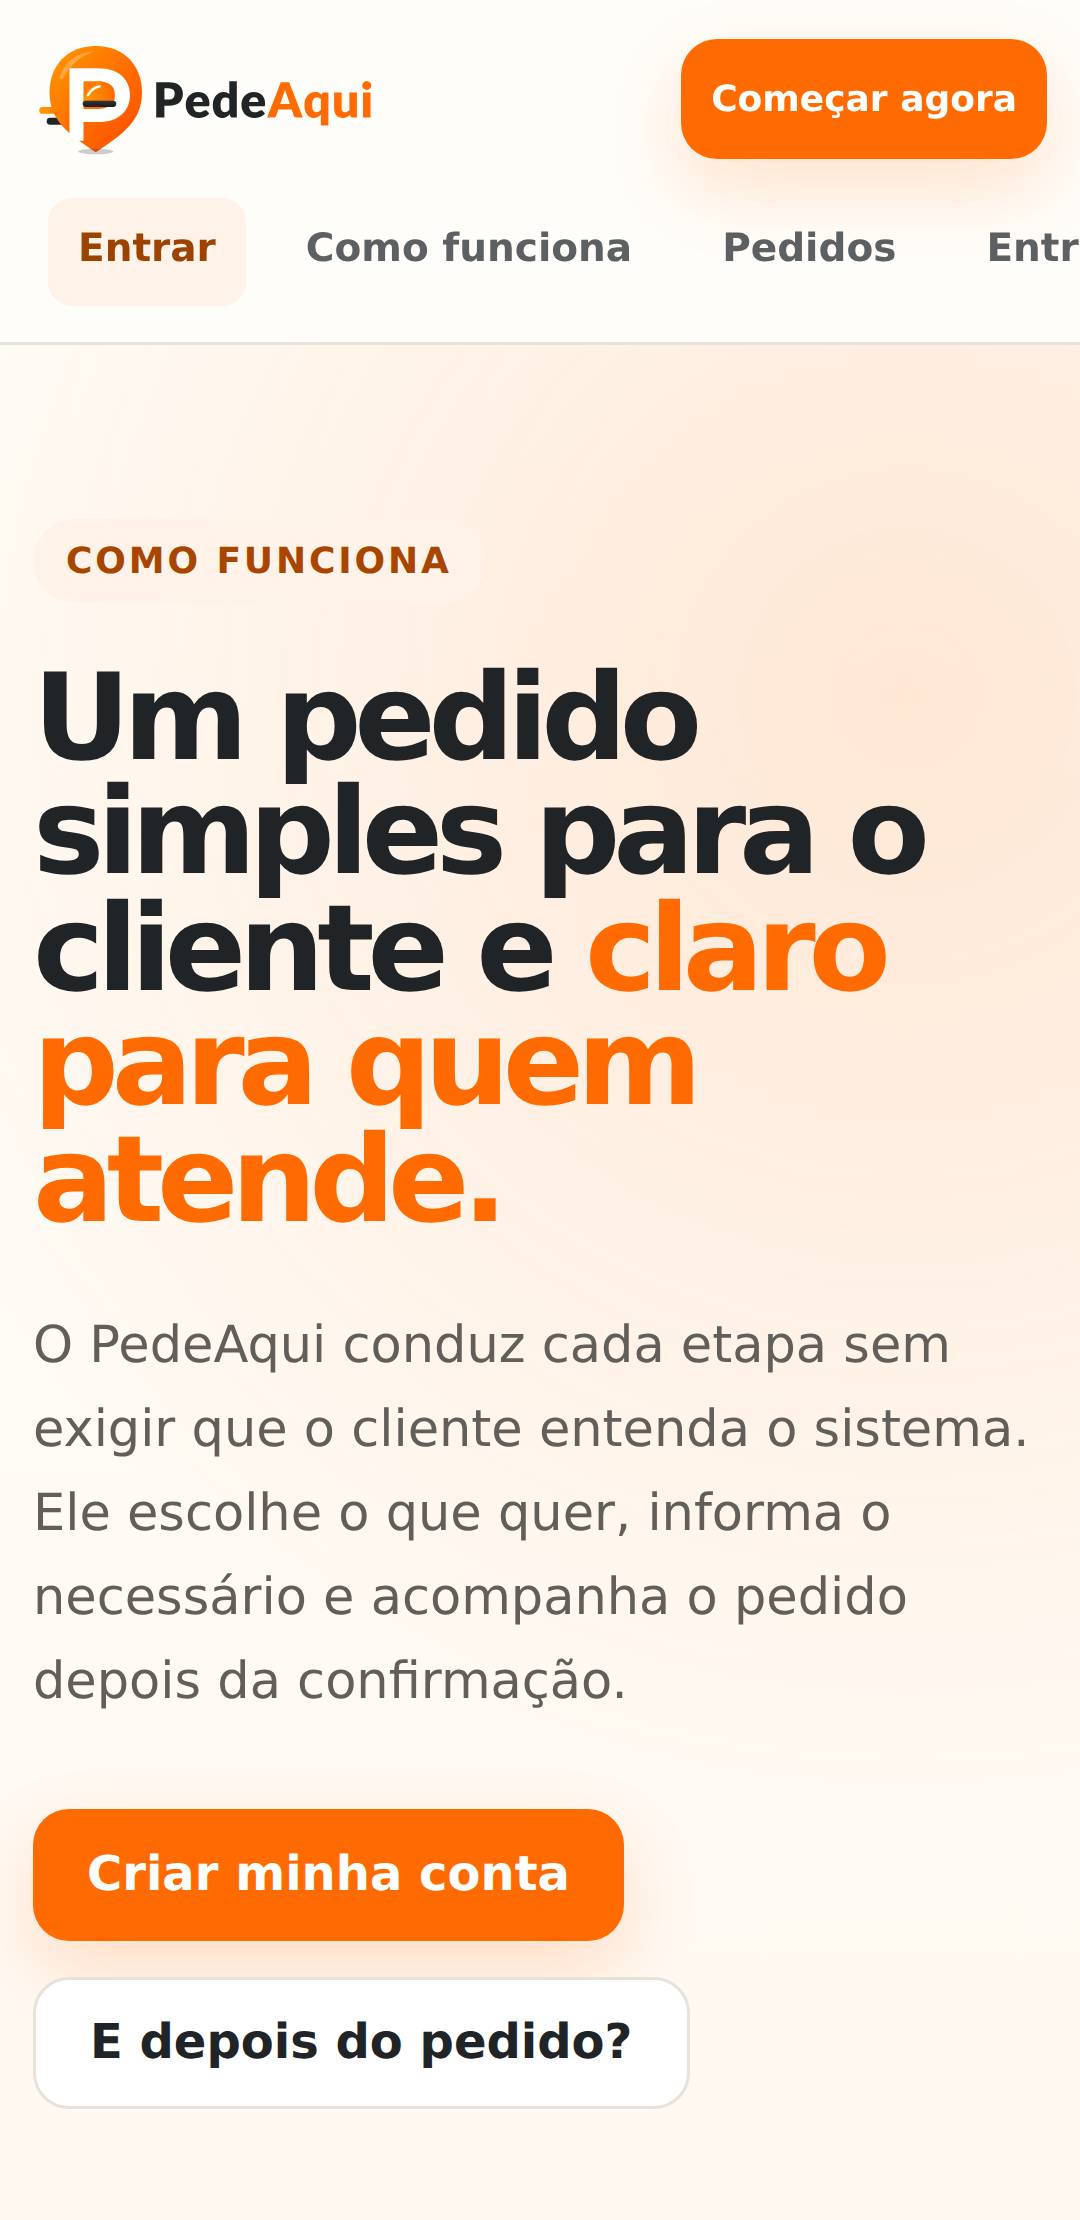 PedeAqui
Começar agora
Entrar
Como funciona
Pedidos
Entr
COMO FUNCIONA
Um pedido
simples para o
cliente e claro
para quem
atende.
O PedeAqui conduz cada etapa sem
exigir que o cliente entenda o sistema.
Ele escolhe o que quer, informa o
necessário e acompanha o pedido
depois da confirmação.
Criar minha conta
E depois do pedido?